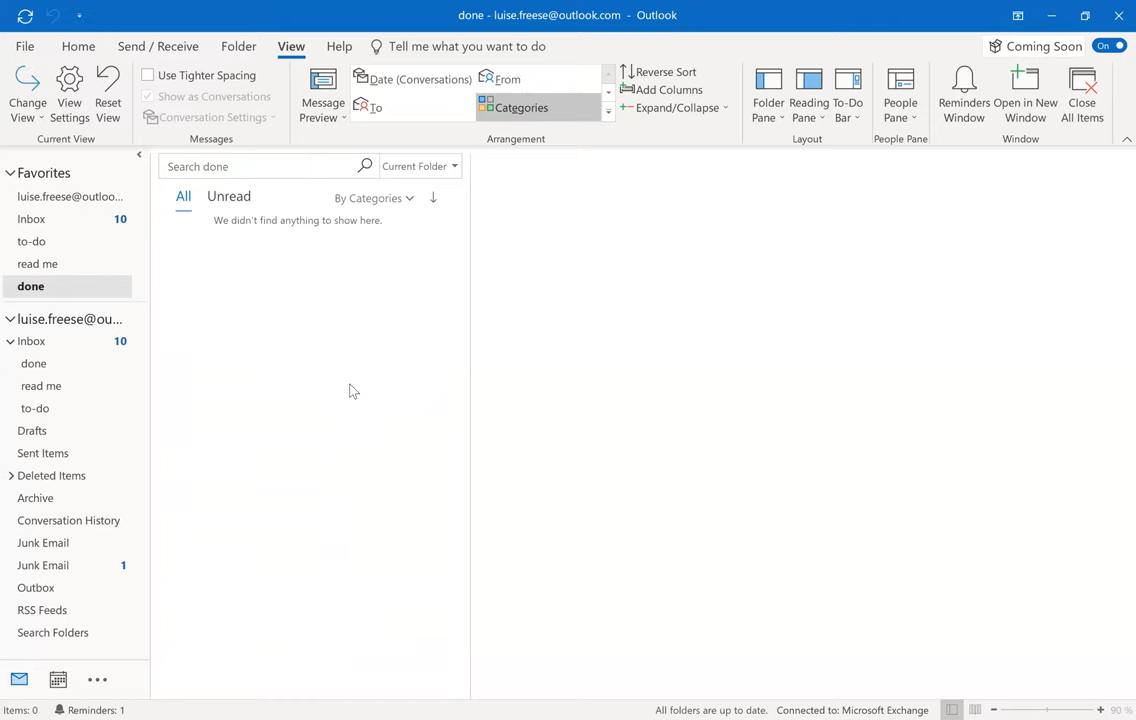 done - luise.freese@outlook.com - Outlook
File Home Send / Receive Folder View Help Tell me what you want to do Coming Soon On
Change View View Settings Reset View
Current View
Use Tighter Spacing
Show as Conversations
Conversation Settings
Messages
Message Preview
Date (Conversations) From
To Categories
Arrangement
Reverse Sort
Add Columns
Expand/Collapse
Folder Pane Reading Pane To-Do Bar
Layout
People Pane
People Pane
Reminders Window Open in New Window Close All Items
Window
Favorites
luise.freese@outloo...
Inbox 10
to-do
read me
done
luise.freese@ou...
Inbox 10
done
read me
to-do
Drafts
Sent Items
Deleted Items
Archive
Conversation History
Junk Email
Junk Email 1
Outbox
RSS Feeds
Search Folders
Search done Current Folder
All Unread By Categories
We didn't find anything to show here.
Items: 0 Reminders: 1 All folders are up to date. Connected to: Microsoft Exchange 90 %